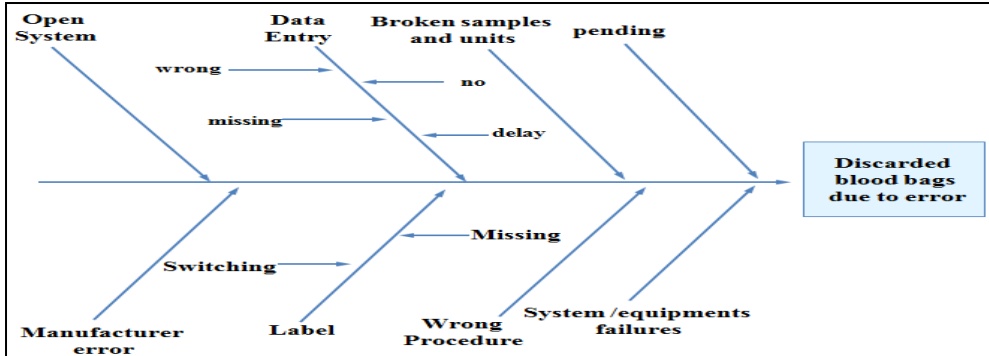 Open
System
Data
Entry
Broken samples
and units
pending
wrong
no
missing
delay
Discarded
blood bags
due to error
Missing
Switching
Manufacturer
error
Label
Wrong
Procedure
System /equipments
failures